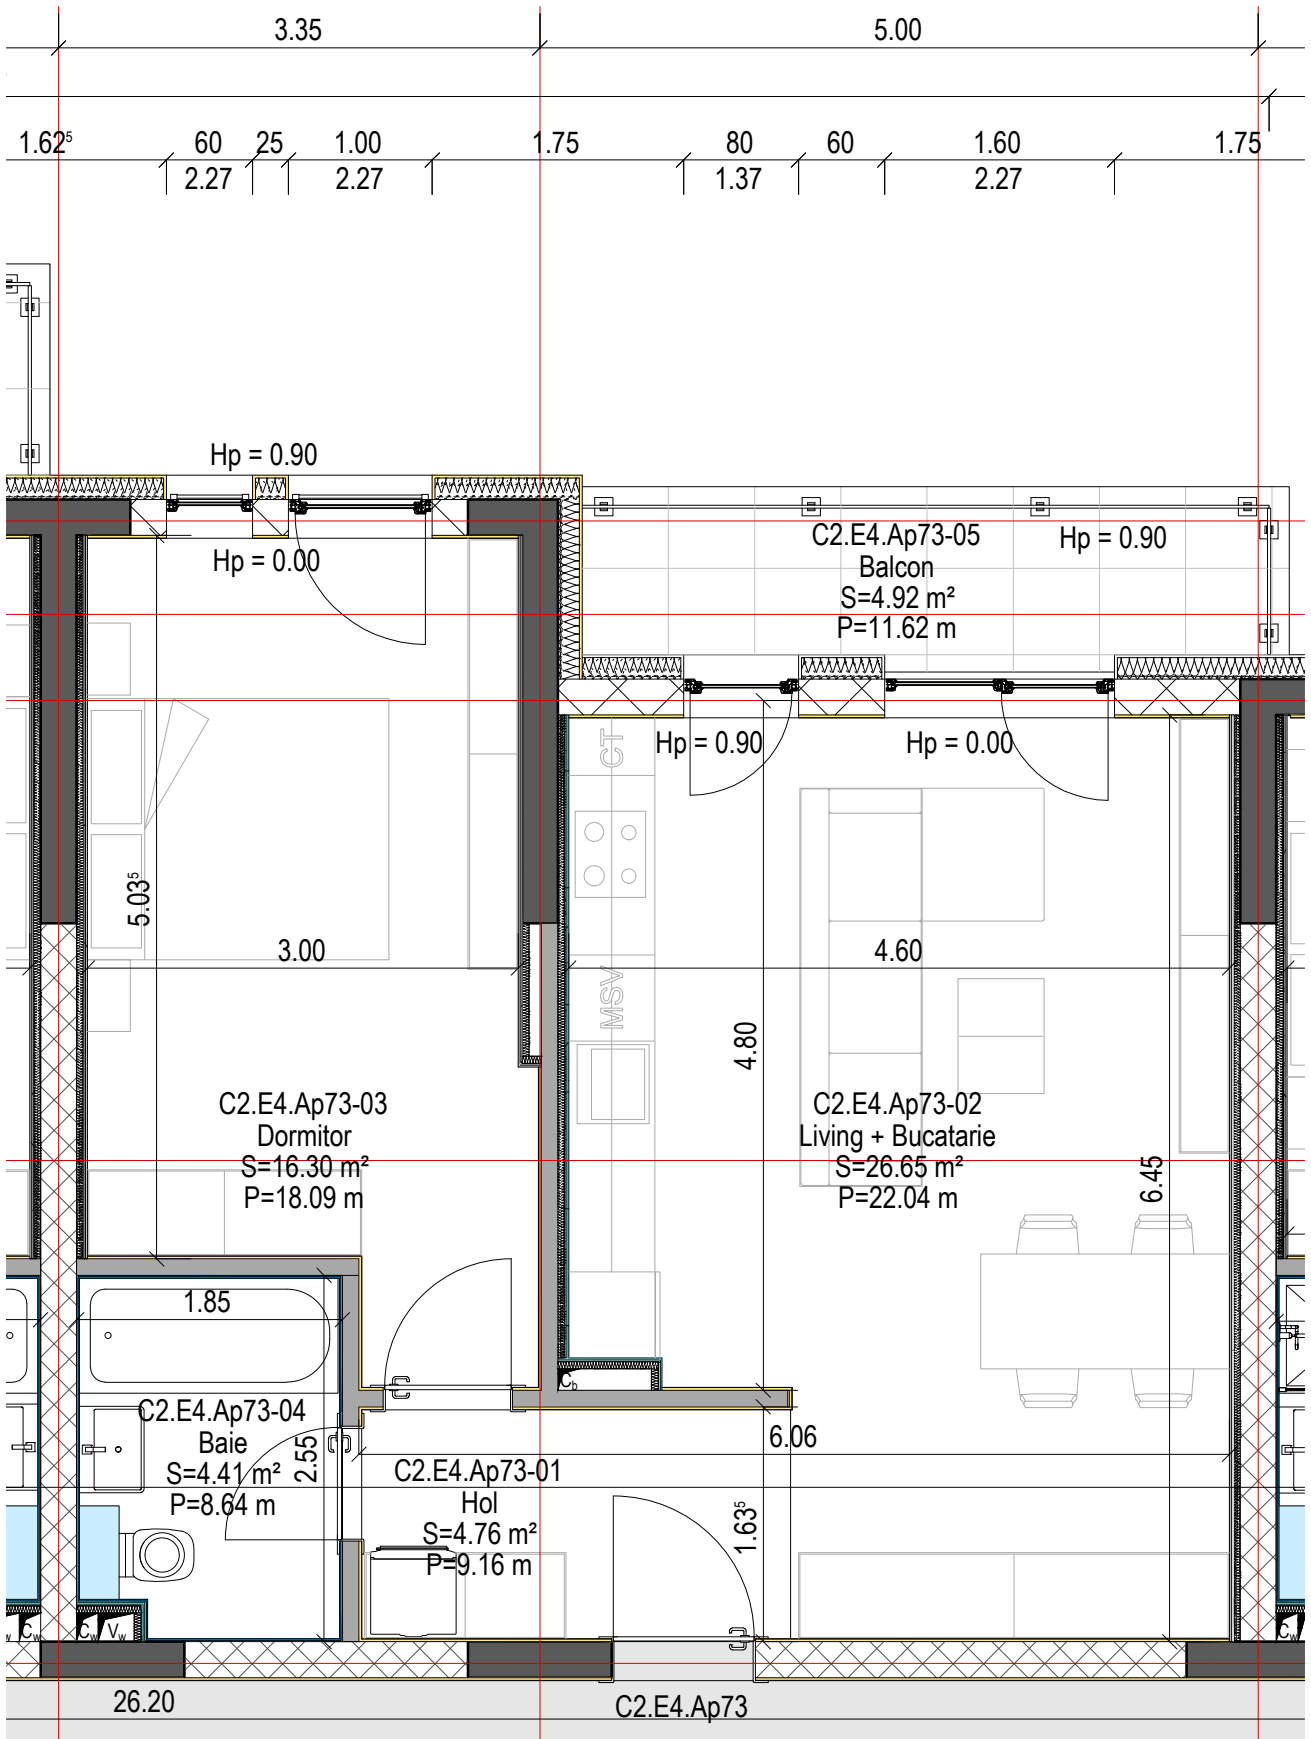 3.35
5.00
1.62⁵
60
25
1.00
1.75
80
60
1.60
1.75
2.27
2.27
1.37
2.27
Hp = 0.90
C2.E4.Ap73-05
Balcon
S=4.92 m²
P=11.62 m
Hp = 0.90
Hp = 0.00
CT
Hp = 0.90
Hp = 0.00
5.03⁵
3.00
4.60
MSV
4.80
C2.E4.Ap73-03
Dormitor
S=16.30 m²
P=18.09 m
C2.E4.Ap73-02
Living + Bucatarie
S=26.65 m²
P=22.04 m
6.45
1.85
Cb
C2.E4.Ap73-04
Baie
S=4.41 m²
P=8.64 m
2.55
6.06
C2.E4.Ap73-01
Hol
S=4.76 m²
P=9.16 m
1.63⁵
Cw
Cw
Vw
Cw
26.20
C2.E4.Ap73